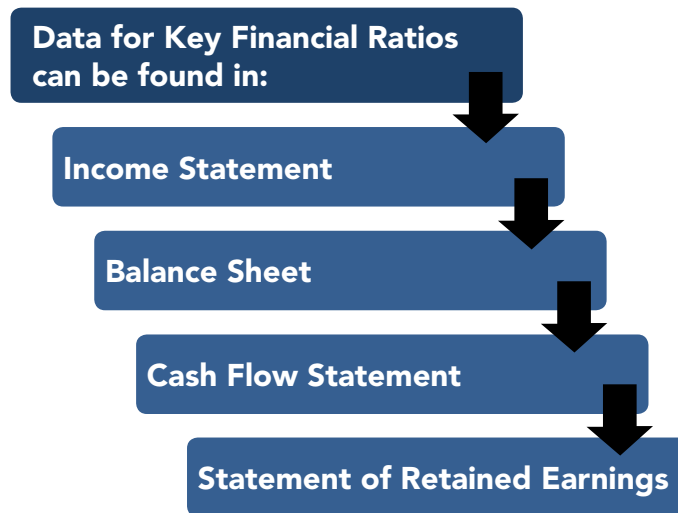 Data for Key Financial Ratios
can be found in:
Income Statement
Balance Sheet
Cash Flow Statement
Statement of Retained Earnings